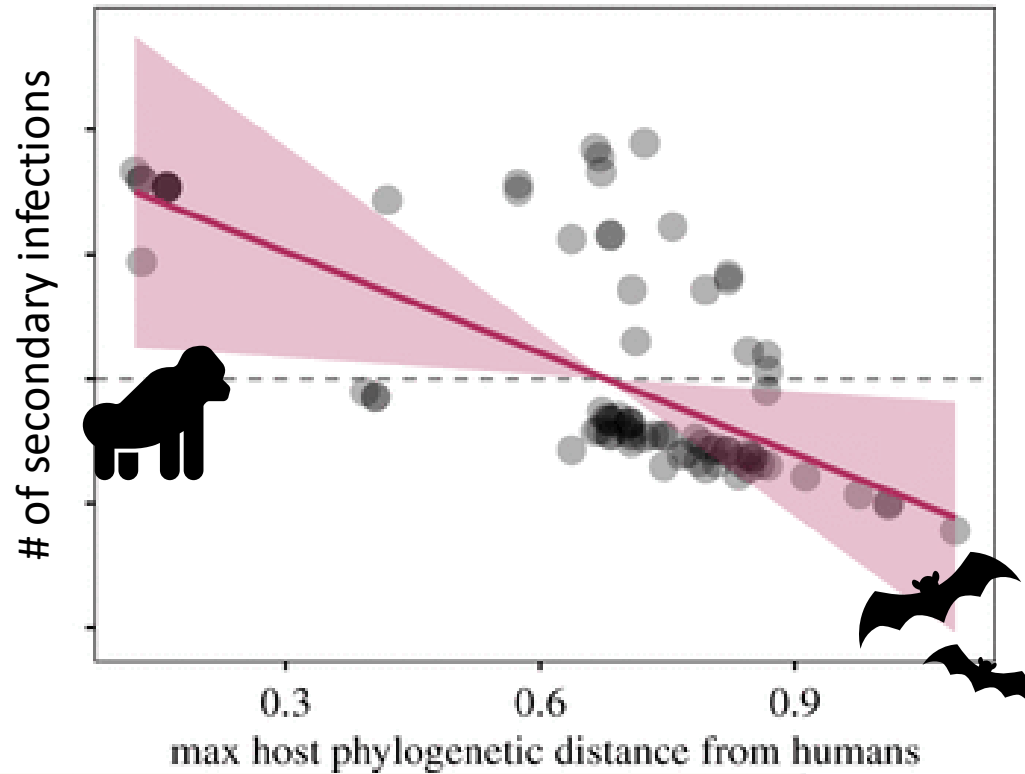 # of secondary infections
0.3 0.6 0.9
max host phylogenetic distance from humans